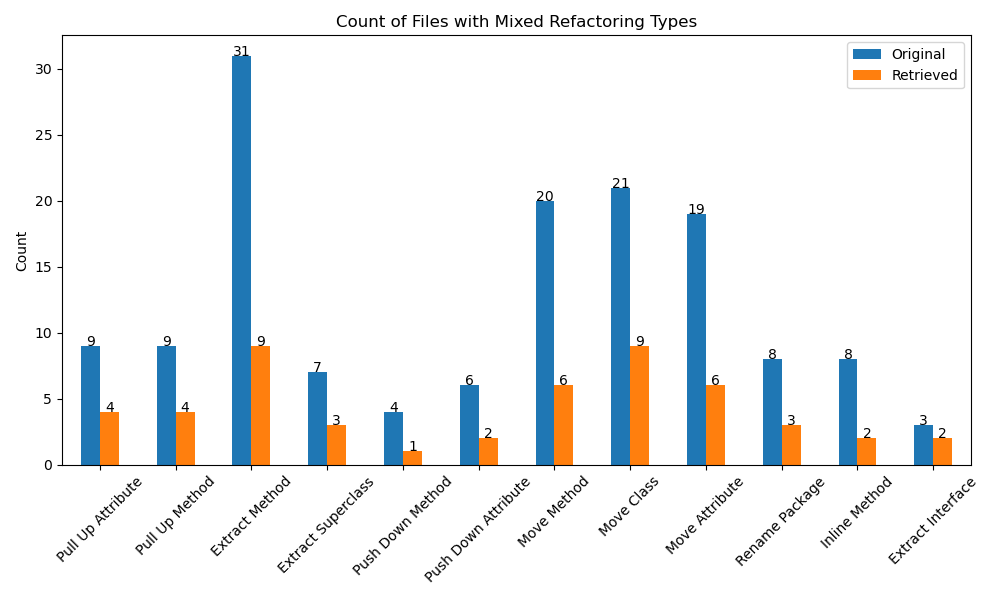 Count of Files with Mixed Refactoring Types
Original
Retrieved
Count
30
25
20
15
10
5
0
9
4
9
4
31
9
7
3
4
1
6
2
20
6
21
9
19
6
8
3
8
2
3
2
Pull Up Attribute
Pull Up Method
Extract Method
Extract Superclass
Push Down Method
Push Down Attribute
Move Method
Move Class
Move Attribute
Rename Package
Inline Method
Extract Interface